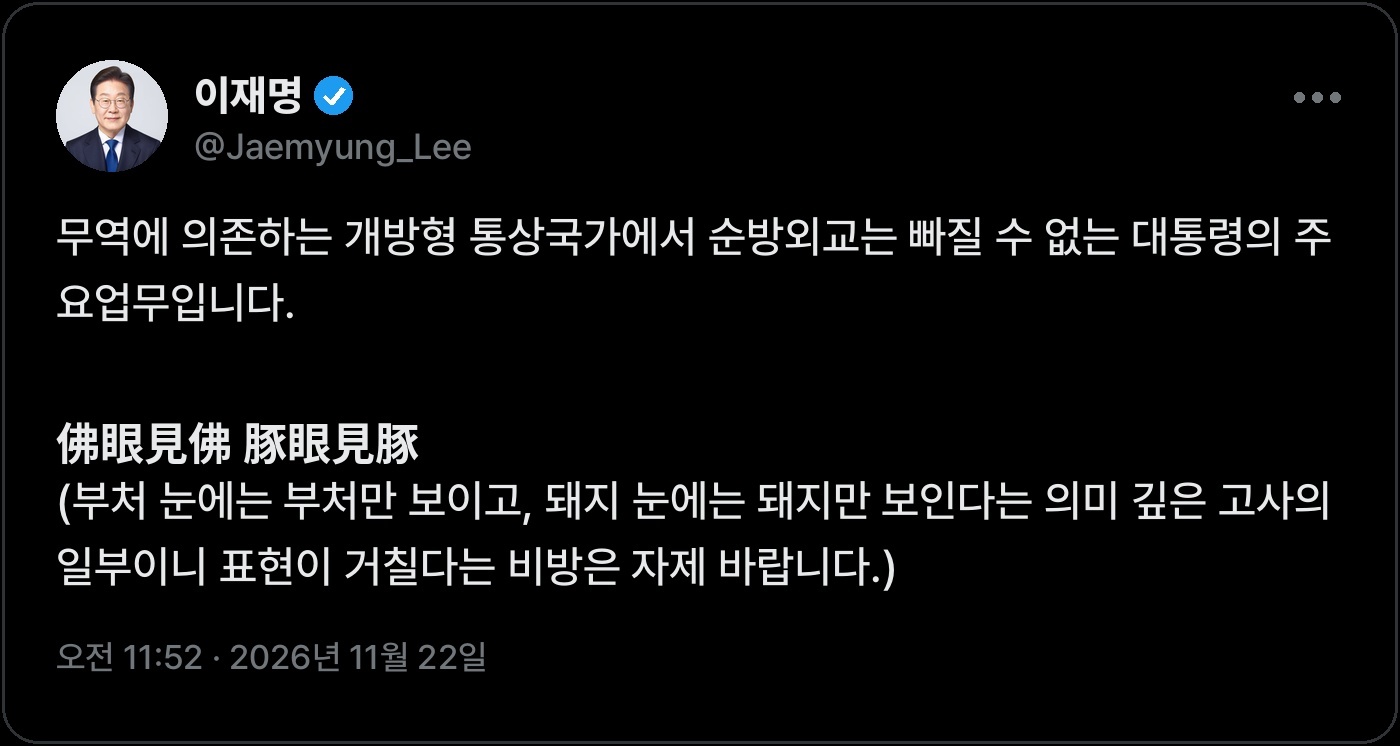 이재명
@Jaemyung_Lee
무역에 의존하는 개방형 통상국가에서 순방외교는 빠질 수 없는 대통령의 주
요업무입니다.
佛眼見佛 豚眼見豚
(부처 눈에는 부처만 보이고, 돼지 눈에는 돼지만 보인다는 의미 깊은 고사의
일부이니 표현이 거칠다는 비방은 자제 바랍니다.)
오전 11:52 · 2026년 11월 22일